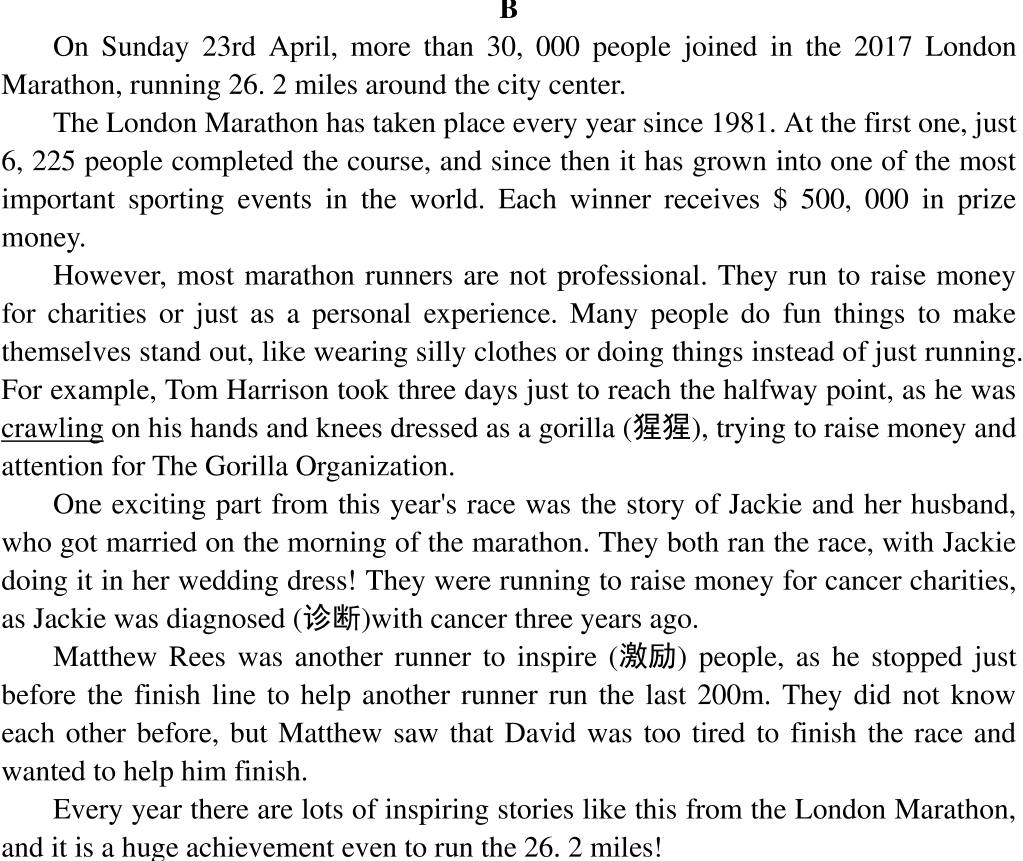 B
On Sunday 23rd April, more than 30, 000 people joined in the 2017 London
Marathon, running 26. 2 miles around the city center.
The London Marathon has taken place every year since 1981. At the first one, just
6, 225 people completed the course, and since then it has grown into one of the most
important sporting events in the world. Each winner receives $ 500, 000 in prize
money.
However, most marathon runners are not professional. They run to raise money
for charities or just as a personal experience. Many people do fun things to make
themselves stand out, like wearing silly clothes or doing things instead of just running.
For example, Tom Harrison took three days just to reach the halfway point, as he was
crawling on his hands and knees dressed as a gorilla (猩猩), trying to raise money and
attention for The Gorilla Organization.
One exciting part from this year's race was the story of Jackie and her husband,
who got married on the morning of the marathon. They both ran the race, with Jackie
doing it in her wedding dress! They were running to raise money for cancer charities,
as Jackie was diagnosed (诊断)with cancer three years ago.
Matthew Rees was another runner to inspire (激励) people, as he stopped just
before the finish line to help another runner run the last 200m. They did not know
each other before, but Matthew saw that David was too tired to finish the race and
wanted to help him finish.
Every year there are lots of inspiring stories like this from the London Marathon,
and it is a huge achievement even to run the 26. 2 miles!